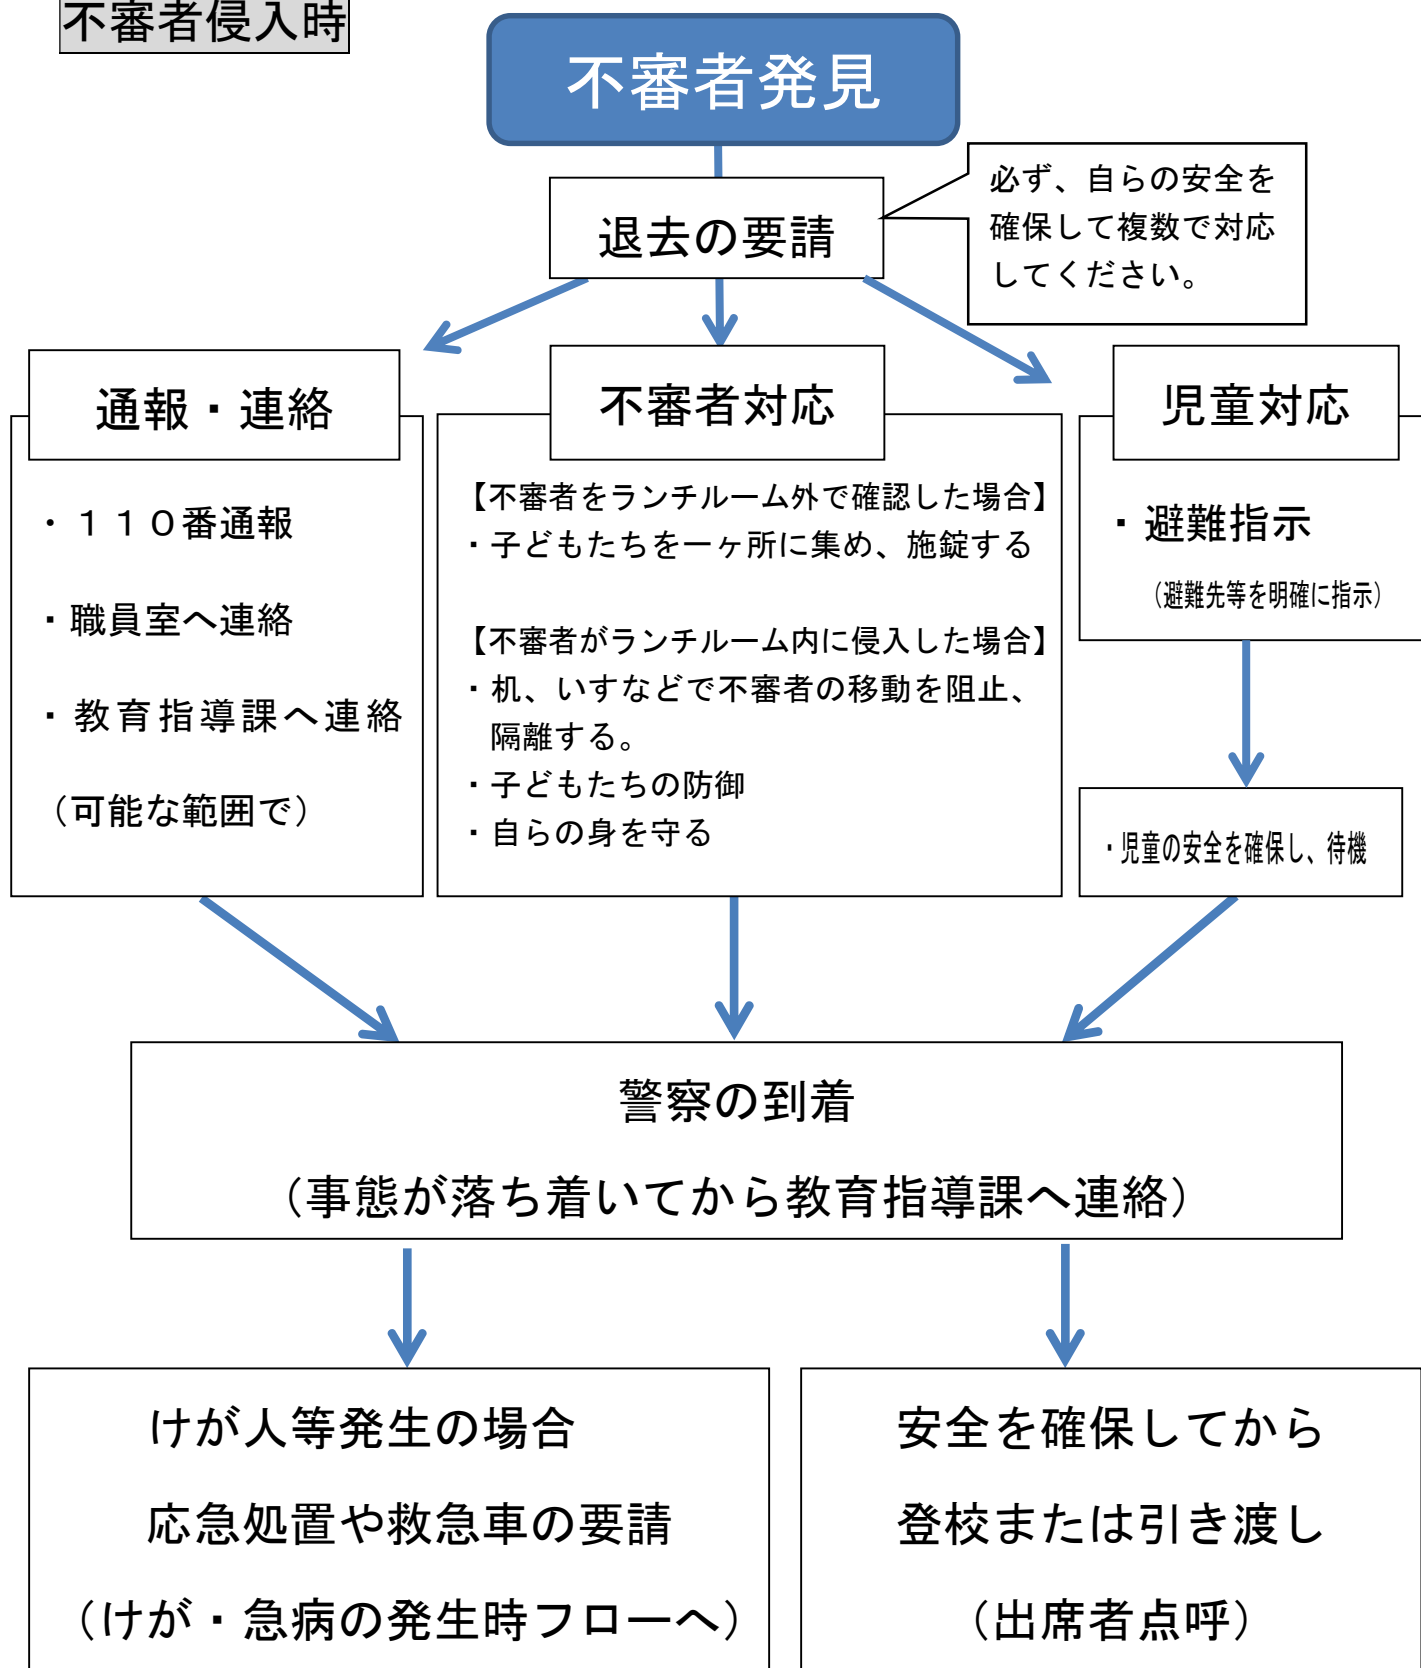 不審者侵入時
不審者発見
退去の要請
必ず、自らの安全を
確保して複数で対応
してください。
通報・連絡
・１１０番通報
・職員室へ連絡
・教育指導課へ連絡
（可能な範囲で）
不審者対応
【不審者をランチルーム外で確認した場合】
・子どもたちを一ヶ所に集め、施錠する
【不審者がランチルーム内に侵入した場合】
・机、いすなどで不審者の移動を阻止、
隔離する。
・子どもたちの防御
・自らの身を守る
児童対応
・避難指示
（避難先等を明確に指示）
・児童の安全を確保し、待機
警察の到着
（事態が落ち着いてから教育指導課へ連絡）
けが人等発生の場合
応急処置や救急車の要請
（けが・急病の発生時フローへ）
安全を確保してから
登校または引き渡し
（出席者点呼）